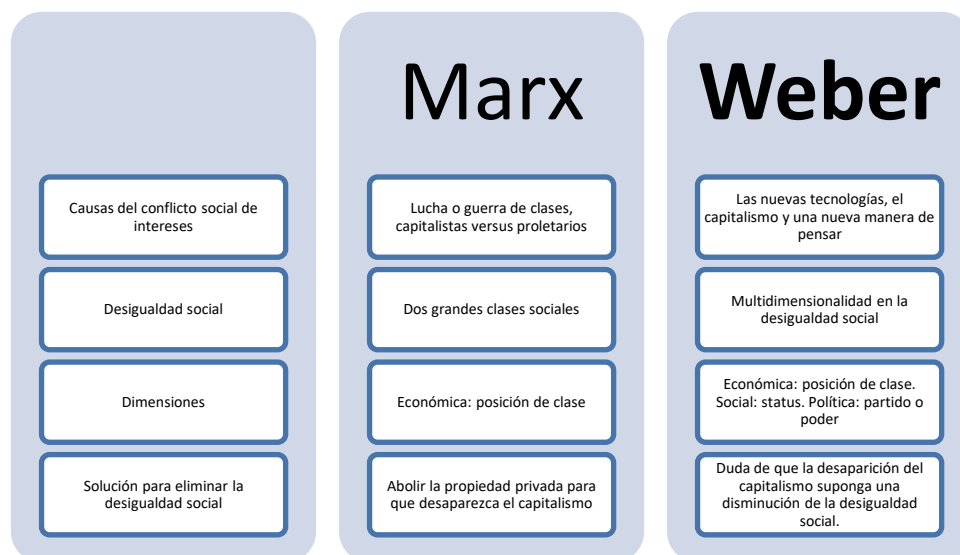 Marx
Weber
Causas del conflicto social de
intereses
Lucha o guerra de clases,
capitalistas versus proletarios
Las nuevas tecnologías, el
capitalismo y una nueva manera de
pensar
Desigualdad social
Dos grandes clases sociales
Multidimensionalidad en la
desigualdad social
Dimensiones
Económica: posición de clase
Económica: posición de clase.
Social: status. Política: partido o
poder
Solución para eliminar la
desigualdad social
Abolir la propiedad privada para
que desaparezca el capitalismo
Duda de que la desaparición del
capitalismo suponga una
disminución de la desigualdad
social.